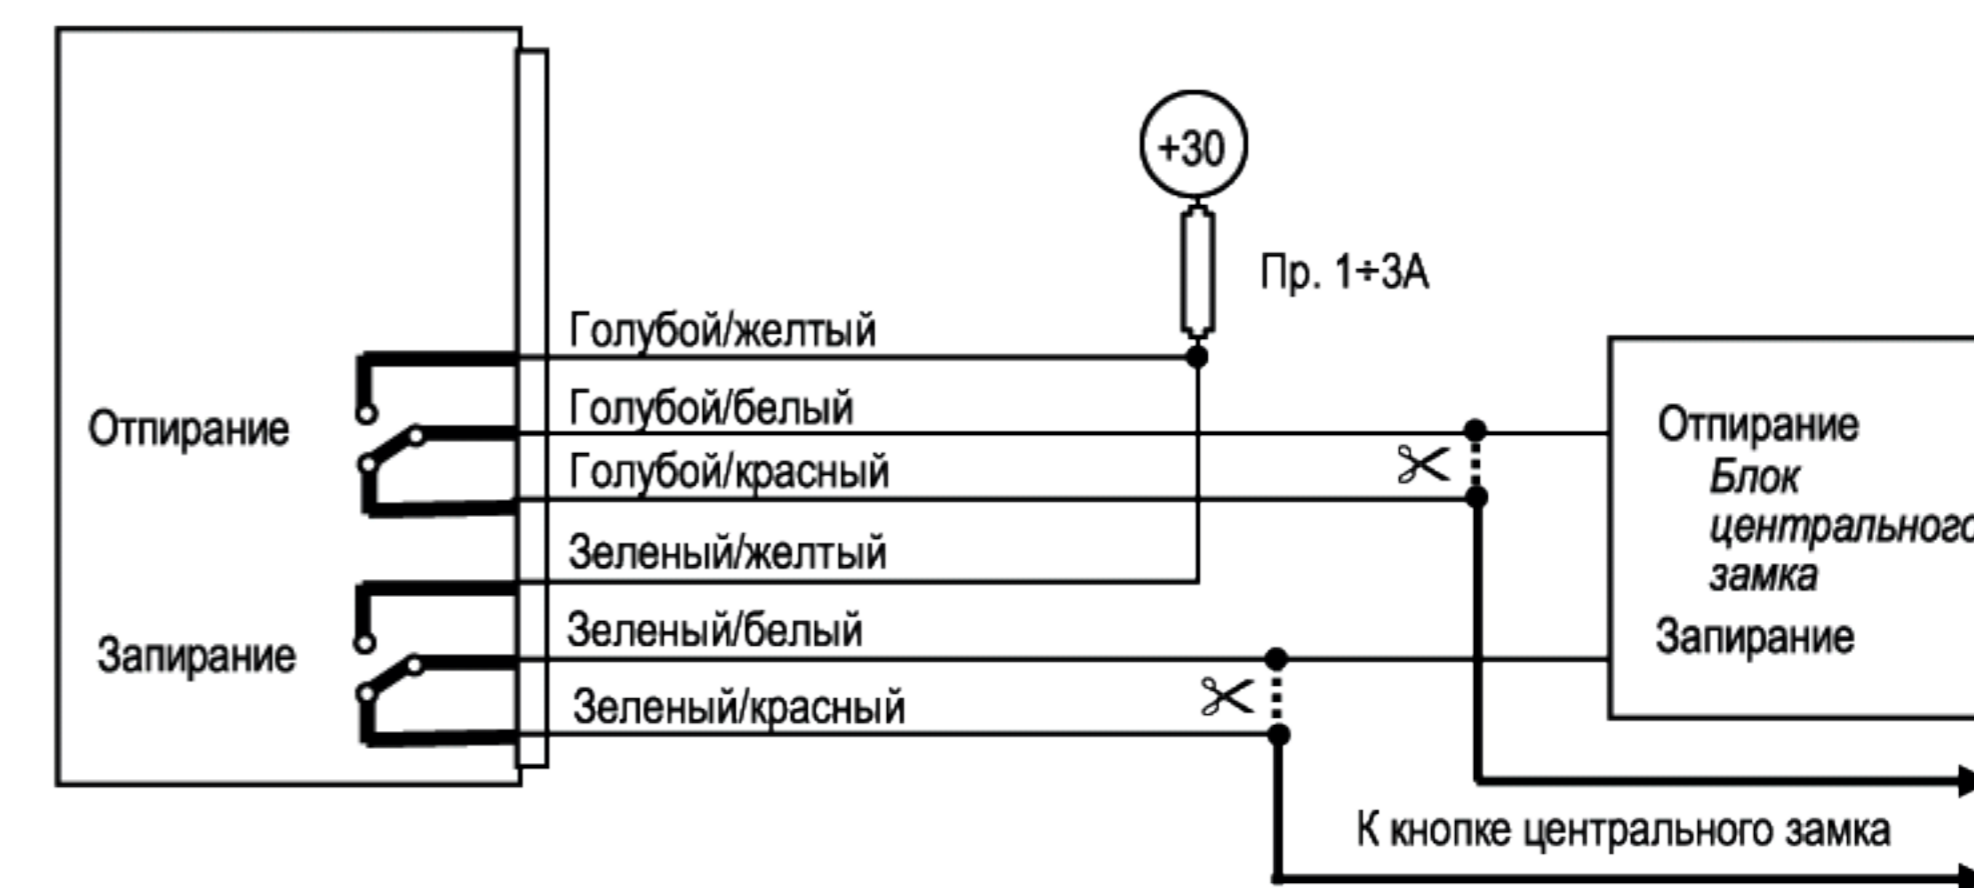 +30
Пр. 1÷3А
Голубой/желтый
Голубой/белый
Отпирание
Голубой/красный
Зеленый/желтый
Зеленый/белый
Запирание
Зеленый/красный
Отпирание
Блок
центрального
замка
Запирание
К кнопке центрального замка